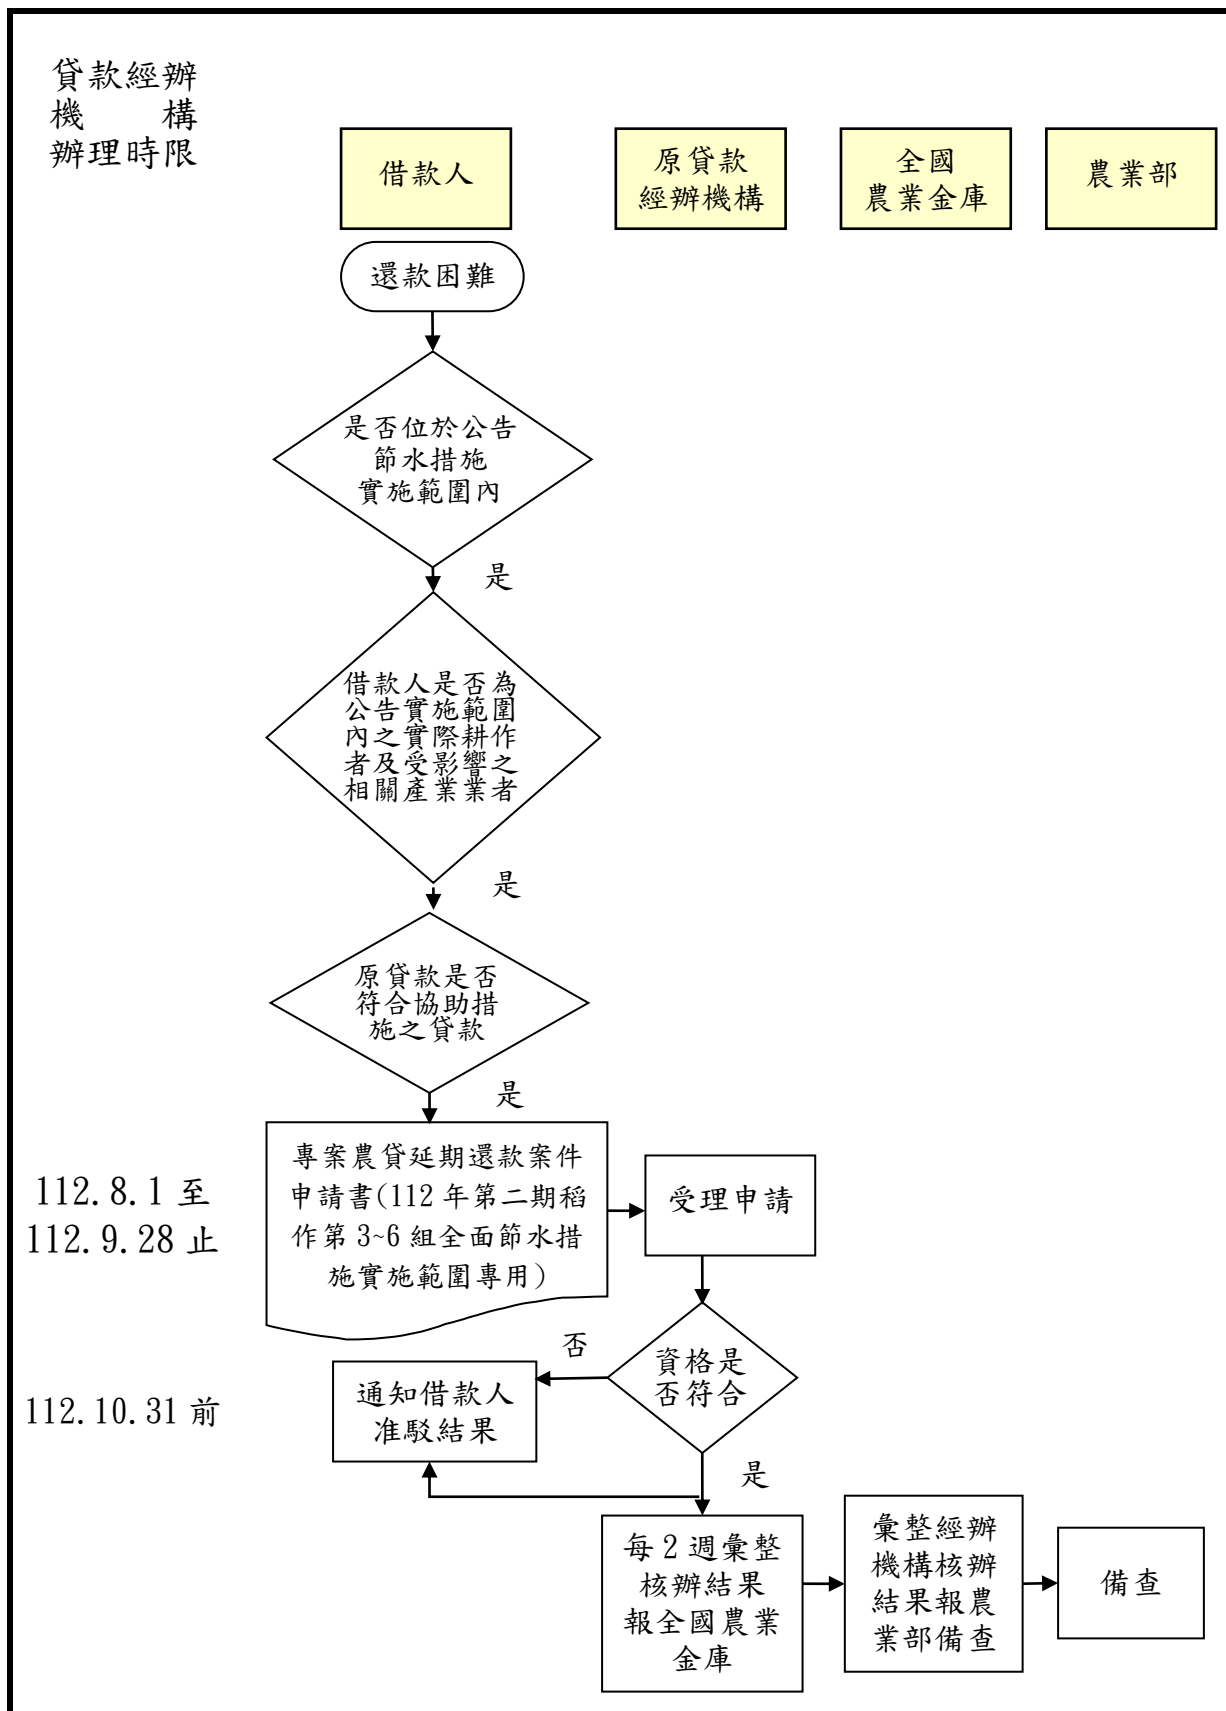 貸款經辦
機構
辦理時限
借款人
原貸款
經辦機構
全國
農業金庫
農業部
還款困難
是否位於公告
節水措施
實施範圍內
是
借款人是否為
公告實施範圍
內之實際耕作
者及受影響之
相關產業業者
是
原貸款是否
符合協助措
施之貸款
是
112.8.1 至
112.9.28 止
專案農貸延期還款案件
申請書(112 年第二期稻
作第 3~6 組全面節水措
施實施範圍專用)
受理申請
否
資格是
否符合
112.10.31 前
通知借款人
准駁結果
是
每 2 週彙整
核辦結果
報全國農業
金庫
彙整經辦
機構核辦
結果報農
業部備查
備查